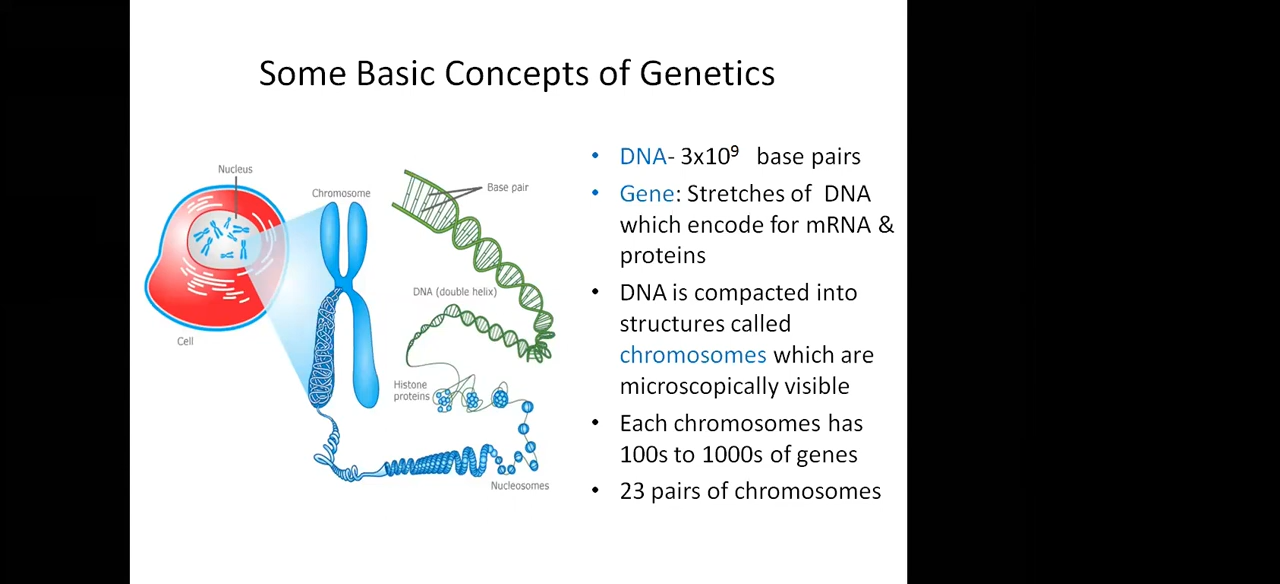 Some Basic Concepts of Genetics
Nucleus
Chromosome
Base pair
DNA (double helix)
Cell
Histone
proteins
Nucleosomes
• DNA- 3x10⁹ base pairs
• Gene: Stretches of DNA
which encode for mRNA &
proteins
• DNA is compacted into
structures called
chromosomes which are
microscopically visible
• Each chromosomes has
100s to 1000s of genes
• 23 pairs of chromosomes